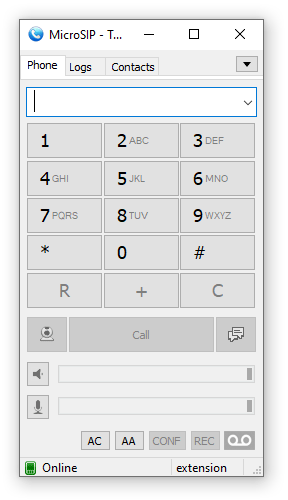 MicroSIP - T...
Phone Logs Contacts
1 2 ABC 3 DEF
4 GHI 5 JKL 6 MNO
7 PQRS 8 TUV 9 WXYZ
* 0 #
R + C
Call
AC AA CONF REC
Online extension